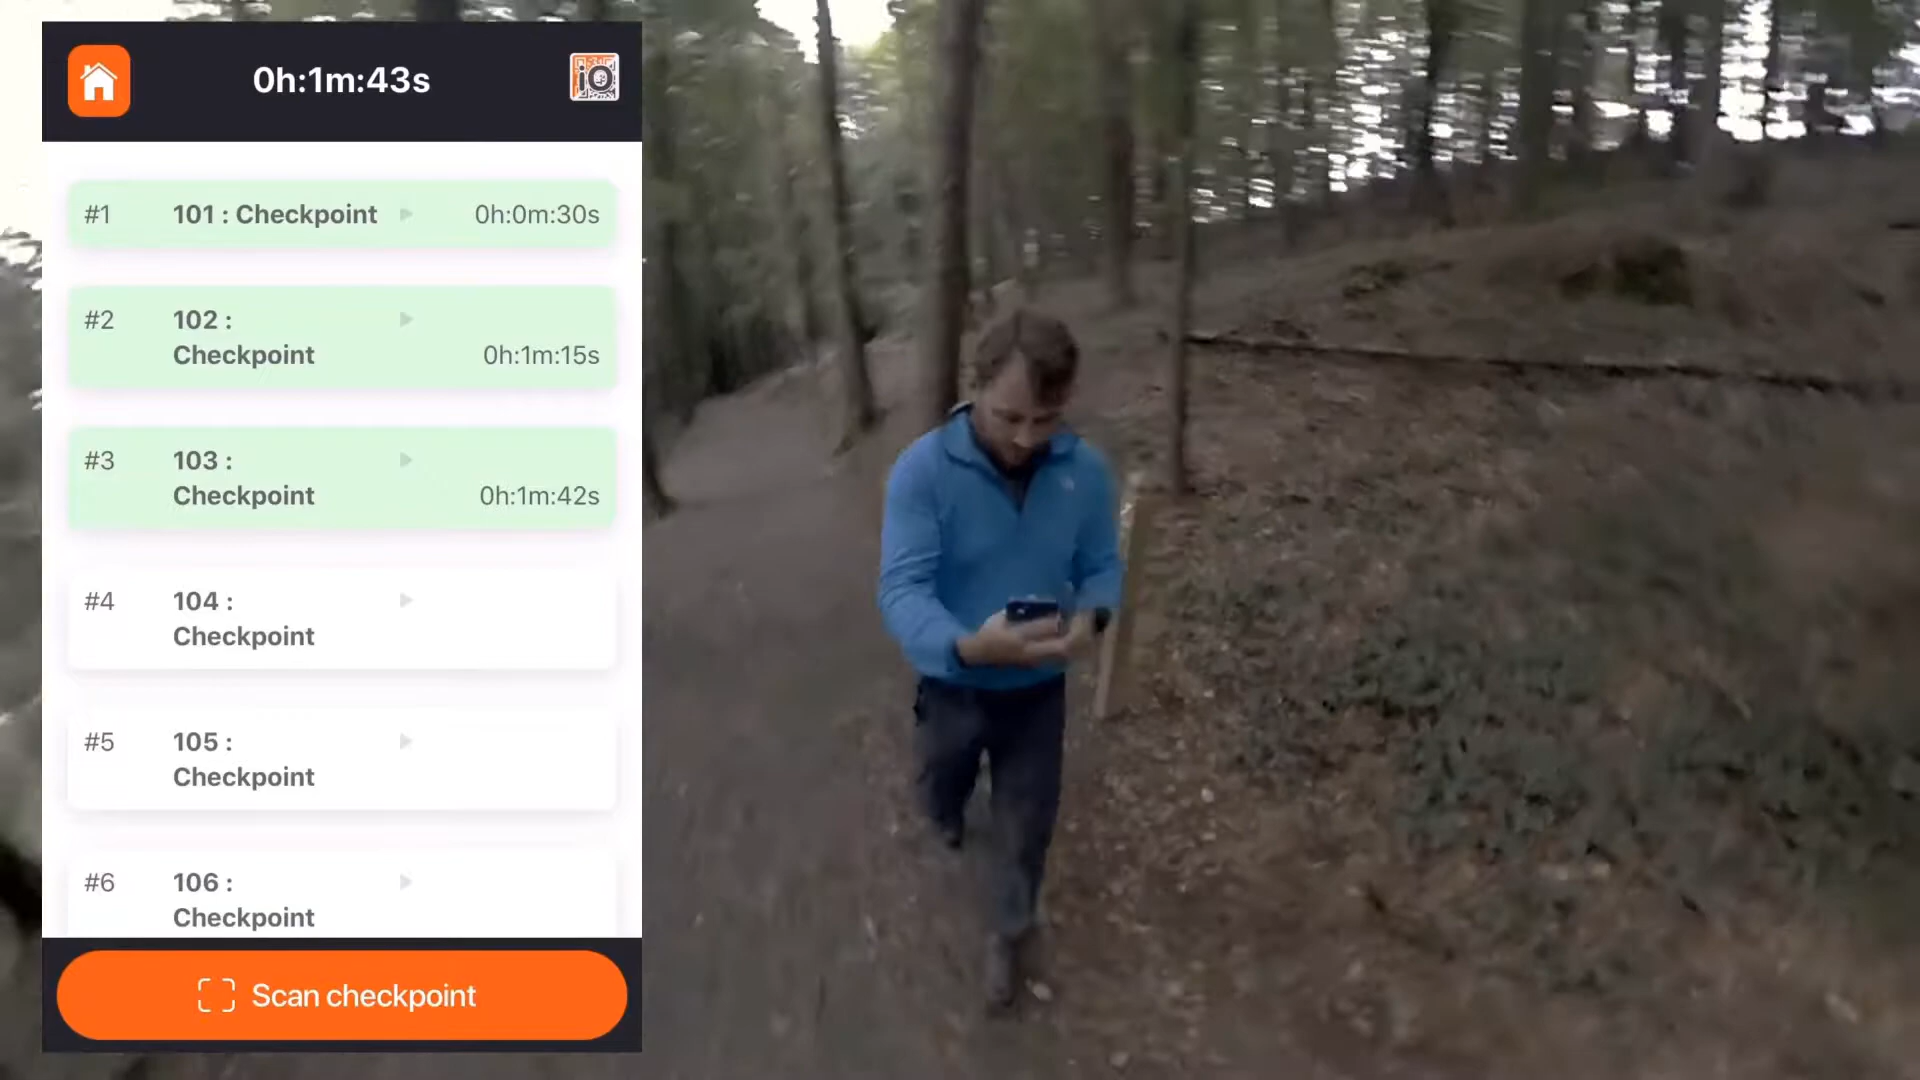 0h:1m:43s
iO
#1 101 : Checkpoint 0h:0m:30s
#2 102 :
Checkpoint 0h:1m:15s
#3 103 :
Checkpoint 0h:1m:42s
#4 104 :
Checkpoint
#5 105 :
Checkpoint
#6 106 :
Checkpoint
Scan checkpoint